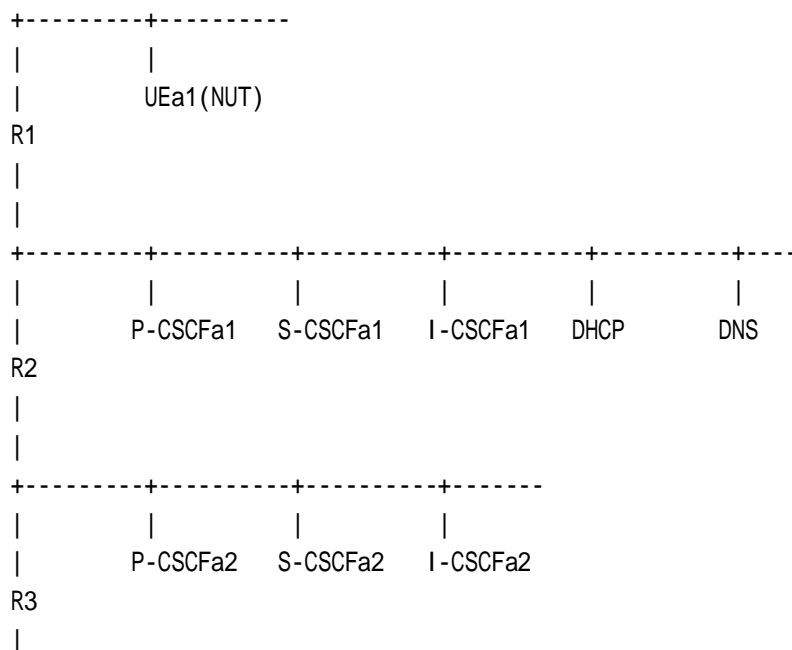 +---------+----------
|         |
|         UEa1(NUT)
R1
|
|
+---------+----------+----------+----------+----------+----
|         |          |          |          |          |
|         P-CSCFa1   S-CSCFa1   I-CSCFa1   DHCP       DNS
R2
|
|
+---------+----------+----------+-------
|         |          |          |
|         P-CSCFa2   S-CSCFa2   I-CSCFa2
R3
|